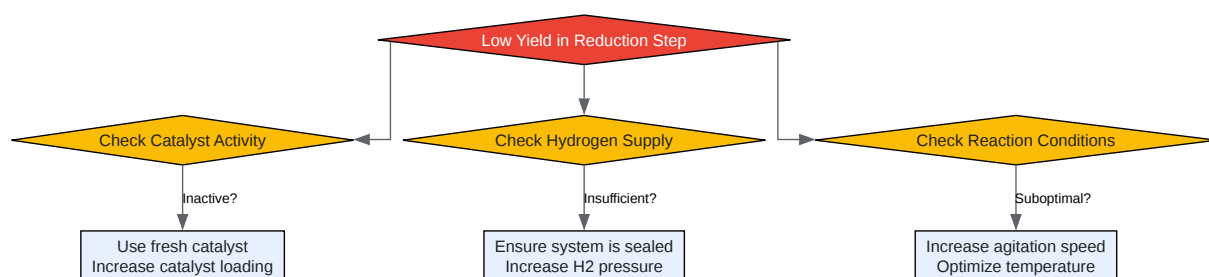 Low Yield in Reduction Step
Check Catalyst Activity
Check Hydrogen Supply
Check Reaction Conditions
Inactive?
Insufficient?
Suboptimal?
Use fresh catalyst
Increase catalyst loading
Ensure system is sealed
Increase H2 pressure
Increase agitation speed
Optimize temperature